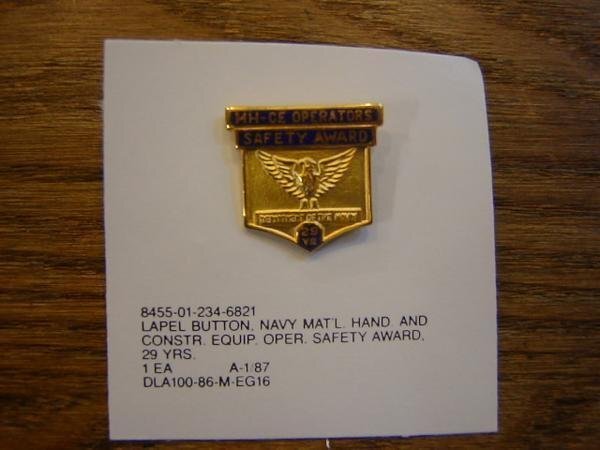 MH-CE OPERATORS
SAFETY AWARD
DEPARTMENT OF THE NAVY
29
YR
8455-01-234-6821
LAPEL BUTTON, NAVY MAT'L. HAND. AND
CONSTR. EQUIP. OPER. SAFETY AWARD,
29 YRS.
1 EA A-1/87
DLA100-86-M-EG16